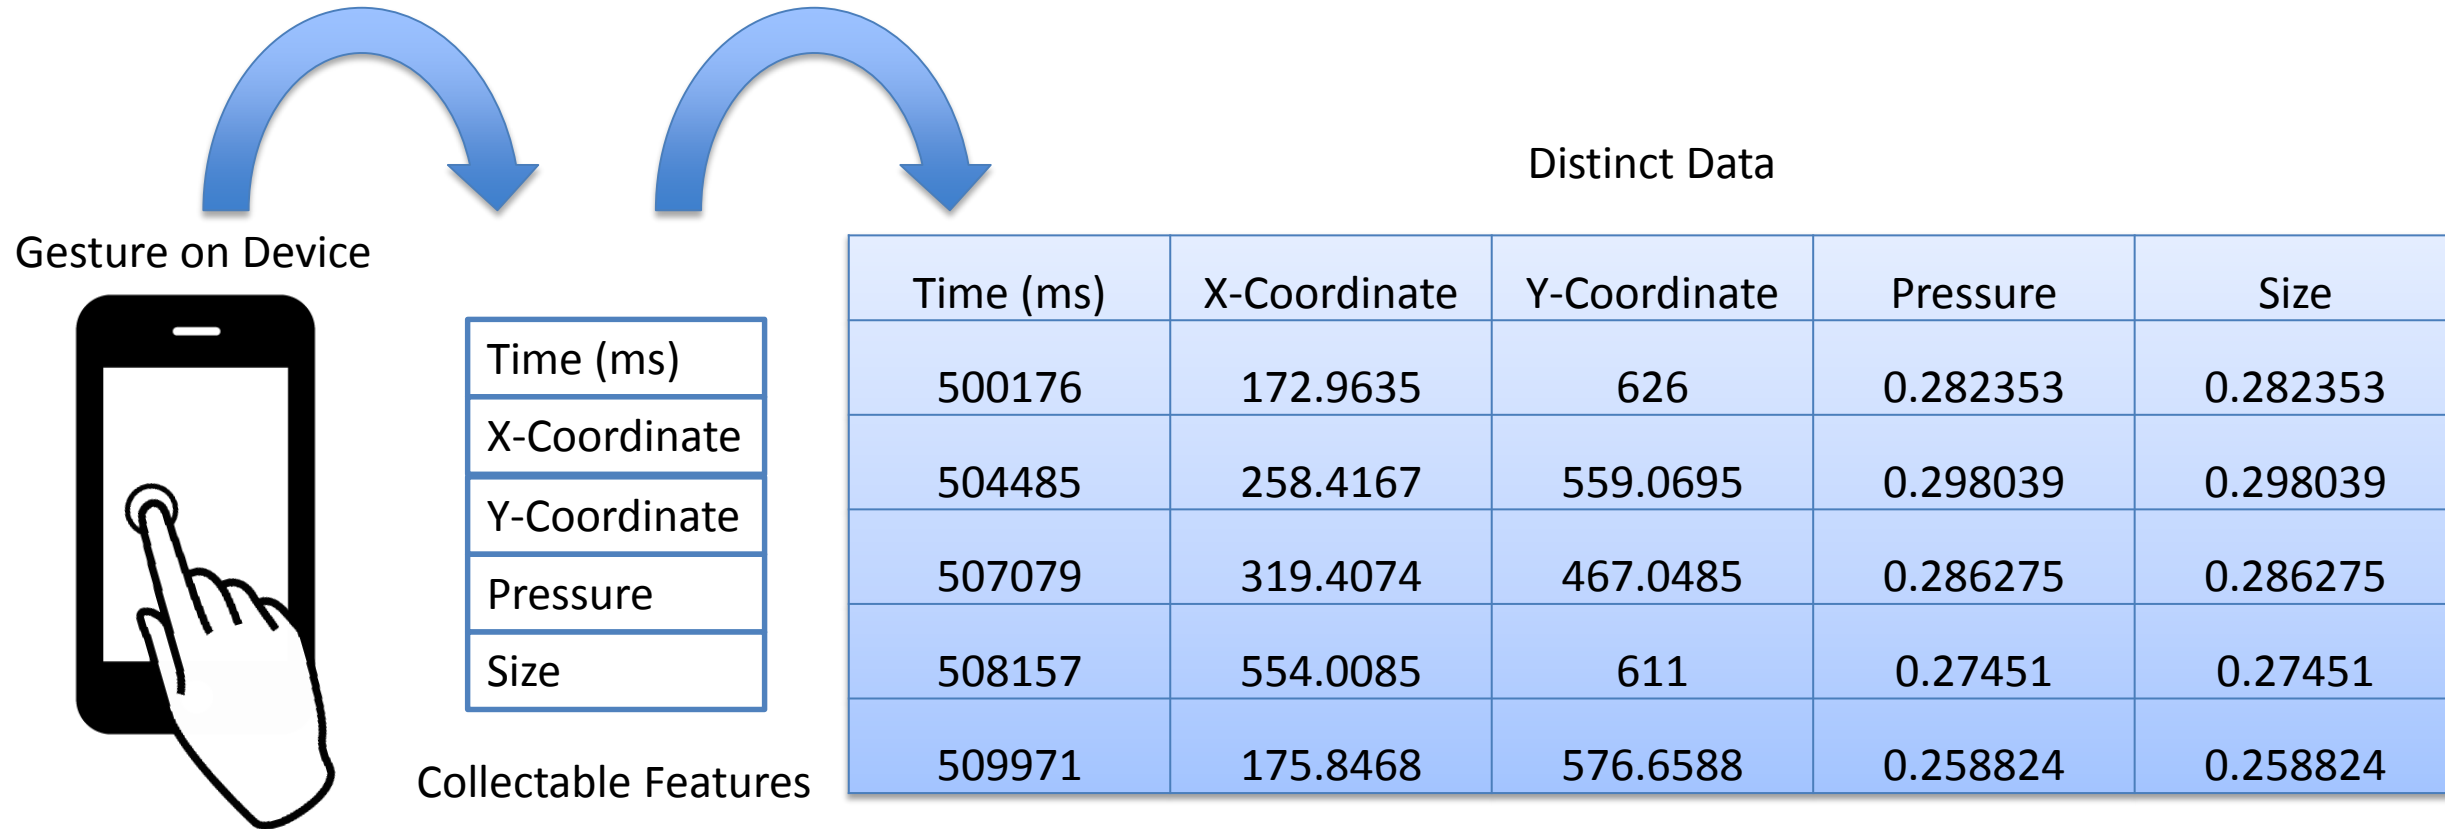 Gesture on Device
Time (ms)
X-Coordinate
Y-Coordinate
Pressure
Size
Collectable Features
Distinct Data
Time (ms) X-Coordinate Y-Coordinate Pressure Size
500176 172.9635 626 0.282353 0.282353
504485 258.4167 559.0695 0.298039 0.298039
507079 319.4074 467.0485 0.286275 0.286275
508157 554.0085 611 0.27451 0.27451
509971 175.8468 576.6588 0.258824 0.258824